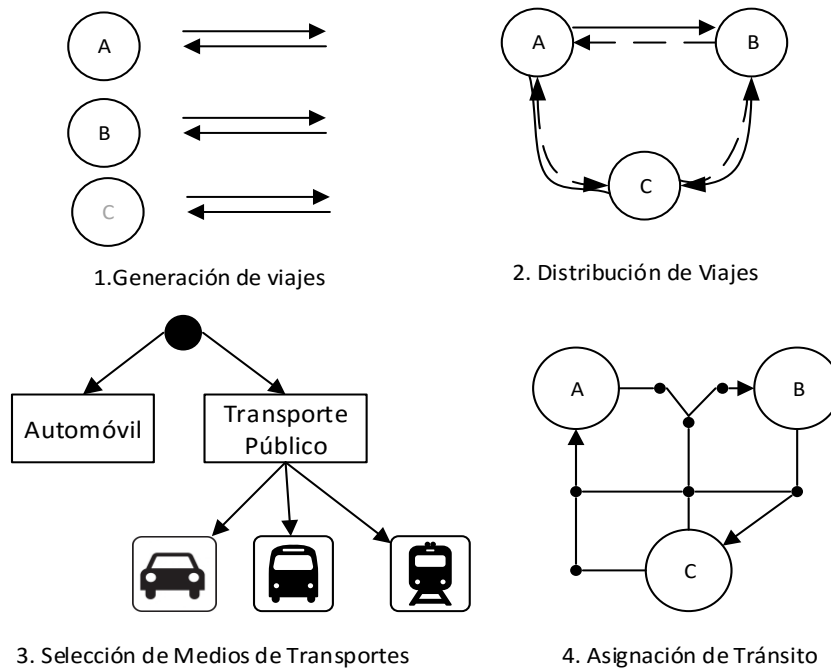 A
B
C
1.Generación de viajes
A
B
C
2. Distribución de Viajes
Automóvil
Transporte
Público
3. Selección de Medios de Transportes
A
B
C
4. Asignación de Tránsito